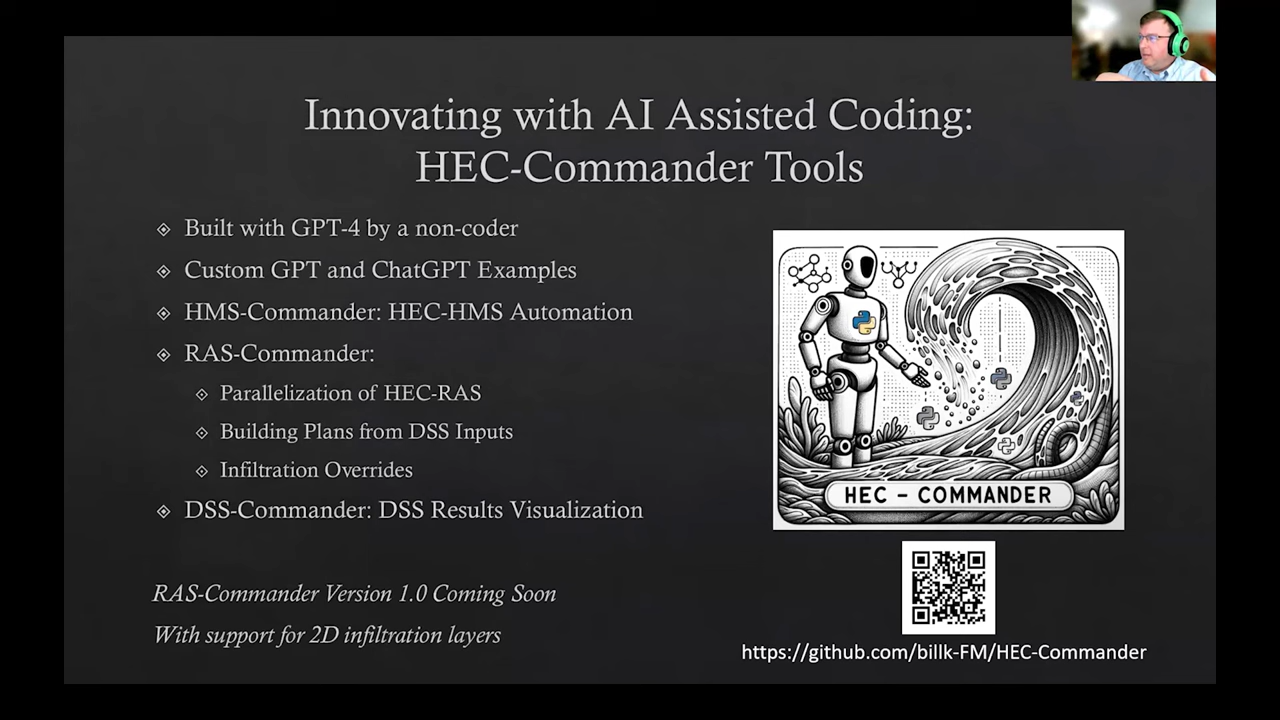 Innovating with AI Assisted Coding:
HEC-Commander Tools
Built with GPT-4 by a non-coder
Custom GPT and ChatGPT Examples
HMS-Commander: HEC-HMS Automation
RAS-Commander:
Parallelization of HEC-RAS
Building Plans from DSS Inputs
Infiltration Overrides
DSS-Commander: DSS Results Visualization
RAS-Commander Version 1.0 Coming Soon
With support for 2D infiltration layers
HEC - COMMANDER
https://github.com/billk-FM/HEC-Commander